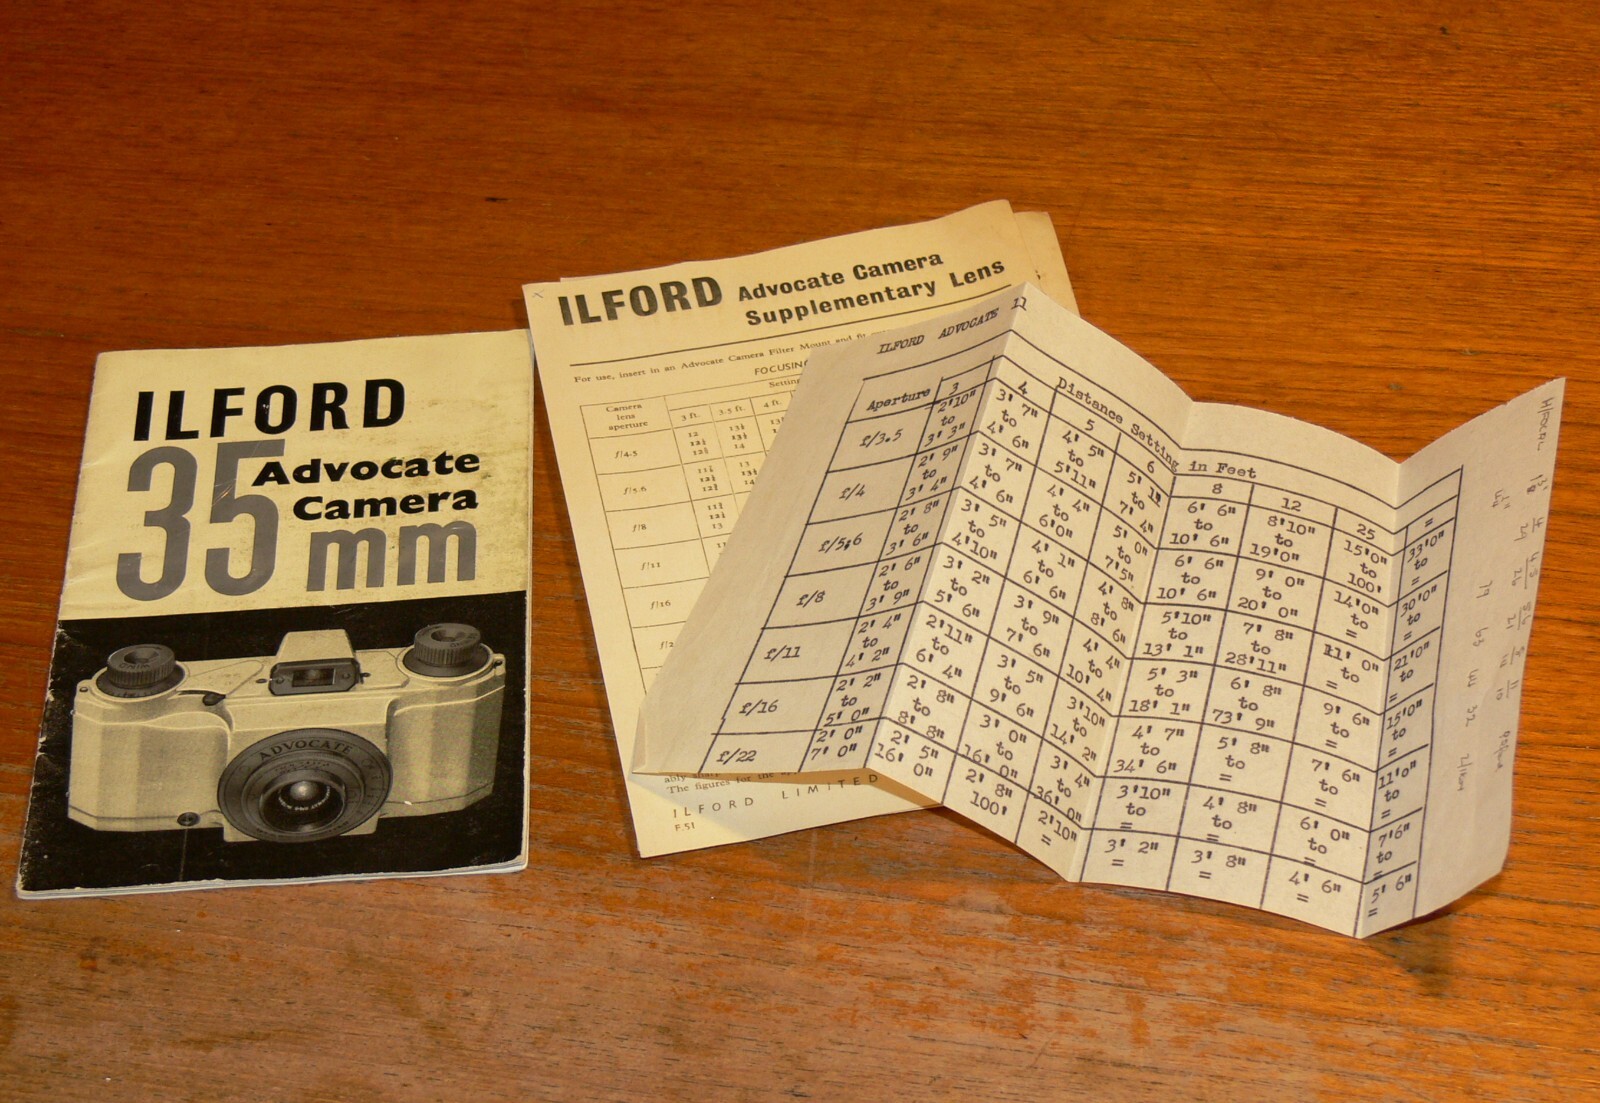 ILFORD
35
mm
Advocate
Camera
ADVOCATE
ILFORD Advocate Camera
Supplementary Lens
For use, insert in an Advocate Camera Filter Mount and
FOCUSING
Camera
lens
aperture
3 ft. 3.5 ft. 4 ft.
f/4.5
f/5.6
f/8
f/11
f/16
The figures for the
ILFORD LIMITED
F.51
ILFORD ADVOCATE
Distance Setting in Feet
Aperture 3 4 5 6 8 12 25 =
f/3.5 2'10" to 3' 3" 3' 7" to 4' 6" 4' 5" to 5'11" 5' 1" to 7' 4" 6' 6" to 10' 6" 8'10" to 19'0" 15'0" to 100' 33'0" to =
f/4 2' 9" to 3' 4" 3' 7" to 4' 6" 4' 4" to 6'0" 5' 0" to 7'5" 6' 6" to 10' 6" 9' 0" to 20' 0" 14'0" to = 30'0" to =
f/5.6 2' 8" to 3' 6" 3' 5" to 4'10" 4' 1" to 6' 6" 4' 8" to 8' 6" 5'10" to 13' 1" 7' 8" to 28'11" 11' 0" to = 21'0" to =
f/8 2' 6" to 3' 9" 3' 2" to 5' 6" 3' 9" to 7' 6" 4' 4" to 10' 4" 5' 3" to 18' 1" 6' 8" to 73' 9" 9' 6" to = 15'0" to =
f/11 2' 4" to 4' 2" 2'11" to 6' 4" 3' 5" to 9' 6" 3'10" to 14' 2" 4' 7" to 34' 6" 5' 8" to = 7' 6" to = 11'0" to =
f/16 2' 2" to 5' 0" 2' 8" to 8' 8" 3' 0" to 16'0" 3' 4" to 36' 0" 3'10" to = 4' 8" to = 6' 0" to = 7'6" to =
f/22 2' 0" 7' 0" 2' 5" 16' 0" 2' 8" 100' 2'10" = 3' 2" = 3' 8" = 4' 6" = 5' 6" =